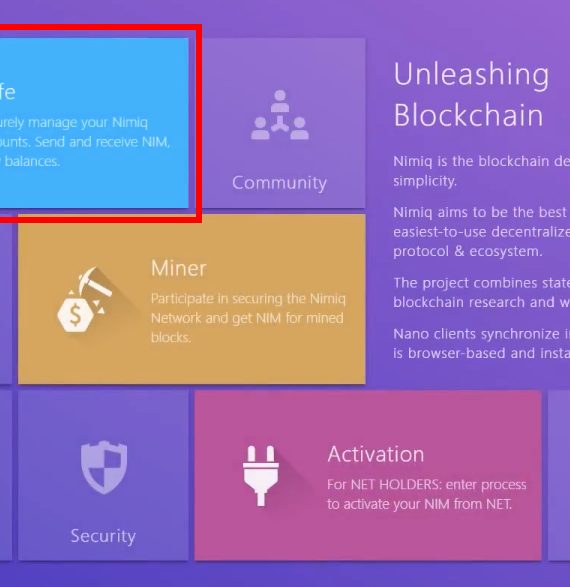 fe
urely manage your Nimiq
ounts. Send and receive NIM,
balances.
Community
Unleashing
Blockchain
Nimiq is the blockchain de
simplicity.
Nimiq aims to be the best
easiest-to-use decentralize
protocol & ecosystem.
The project combines state
blockchain research and w
Nano clients synchronize i
is browser-based and insta
Miner
Participate in securing the Nimiq
Network and get NIM for mined
blocks.
$
Security
Activation
For NET HOLDERS: enter process
to activate your NIM from NET.